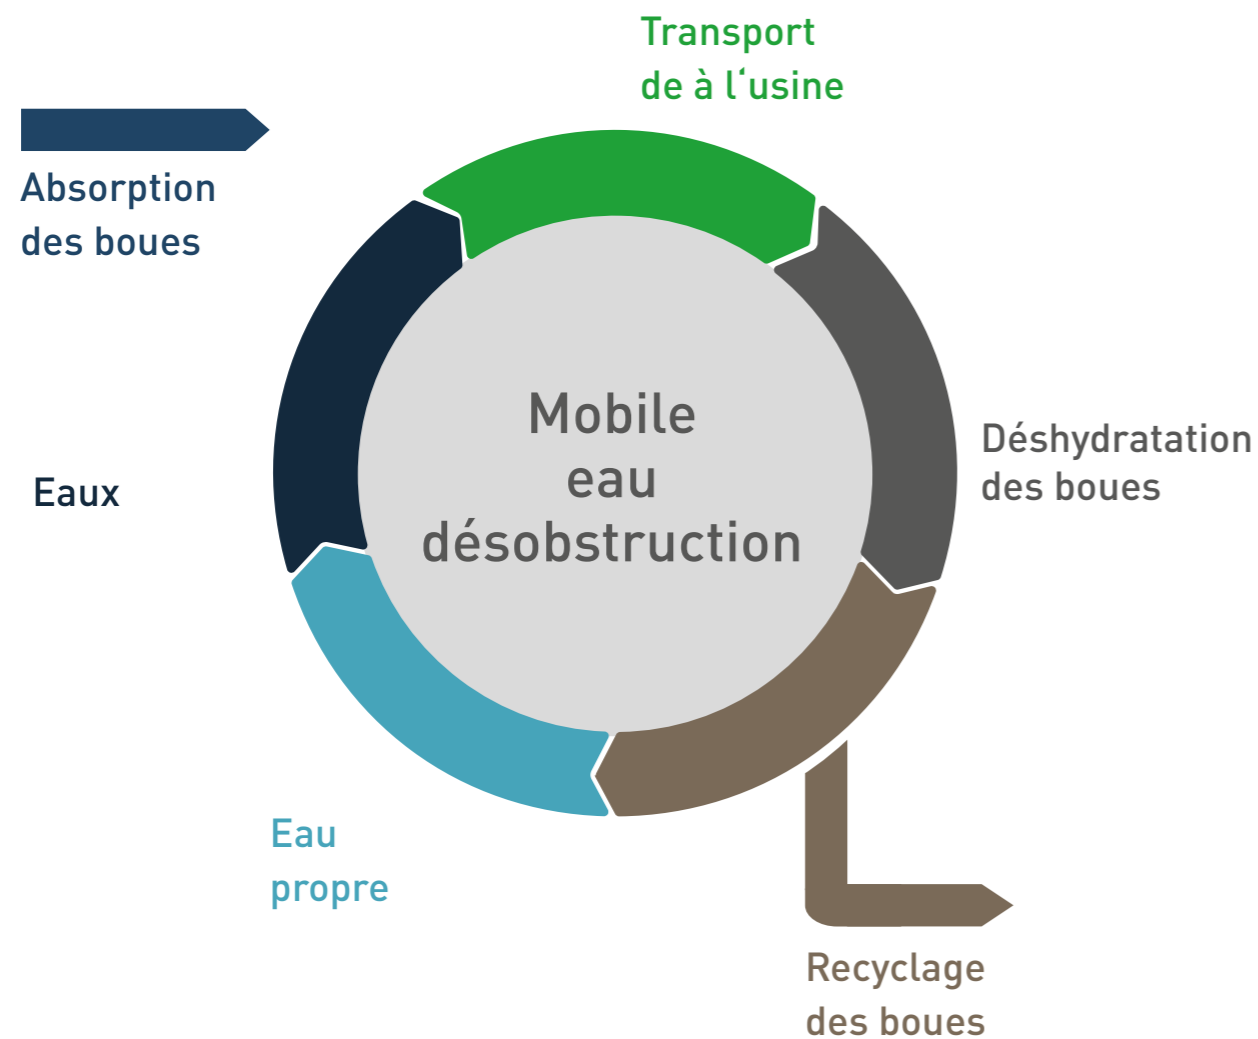 Transport
de à l‘usine
Absorption
des boues
Mobile
eau
désobstruction
Déshydratation
des boues
Eaux
Eau
propre
Recyclage
des boues